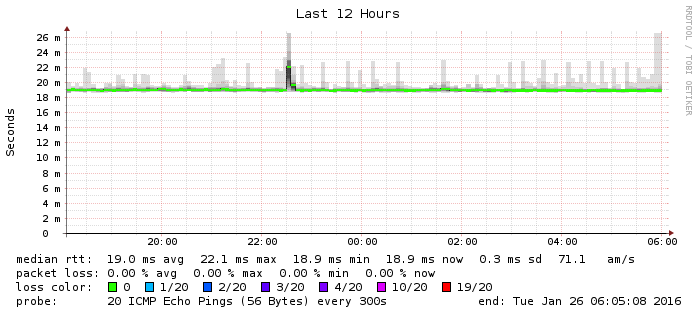 Last 12 Hours
RRDTOOL / TOBI OETIKER
Seconds
26 m
24 m
22 m
20 m
18 m
16 m
14 m
12 m
10 m
8 m
6 m
4 m
2 m
0
20:00 22:00 00:00 02:00 04:00 06:00
median rtt: 19.0 ms avg 22.1 ms max 18.9 ms min 18.9 ms now 0.3 ms sd 71.1 am/s
packet loss: 0.00 % avg 0.00 % max 0.00 % min 0.00 % now
loss color: 0 1/20 2/20 3/20 4/20 10/20 19/20
probe: 20 ICMP Echo Pings (56 Bytes) every 300s end: Tue Jan 26 06:05:08 2016